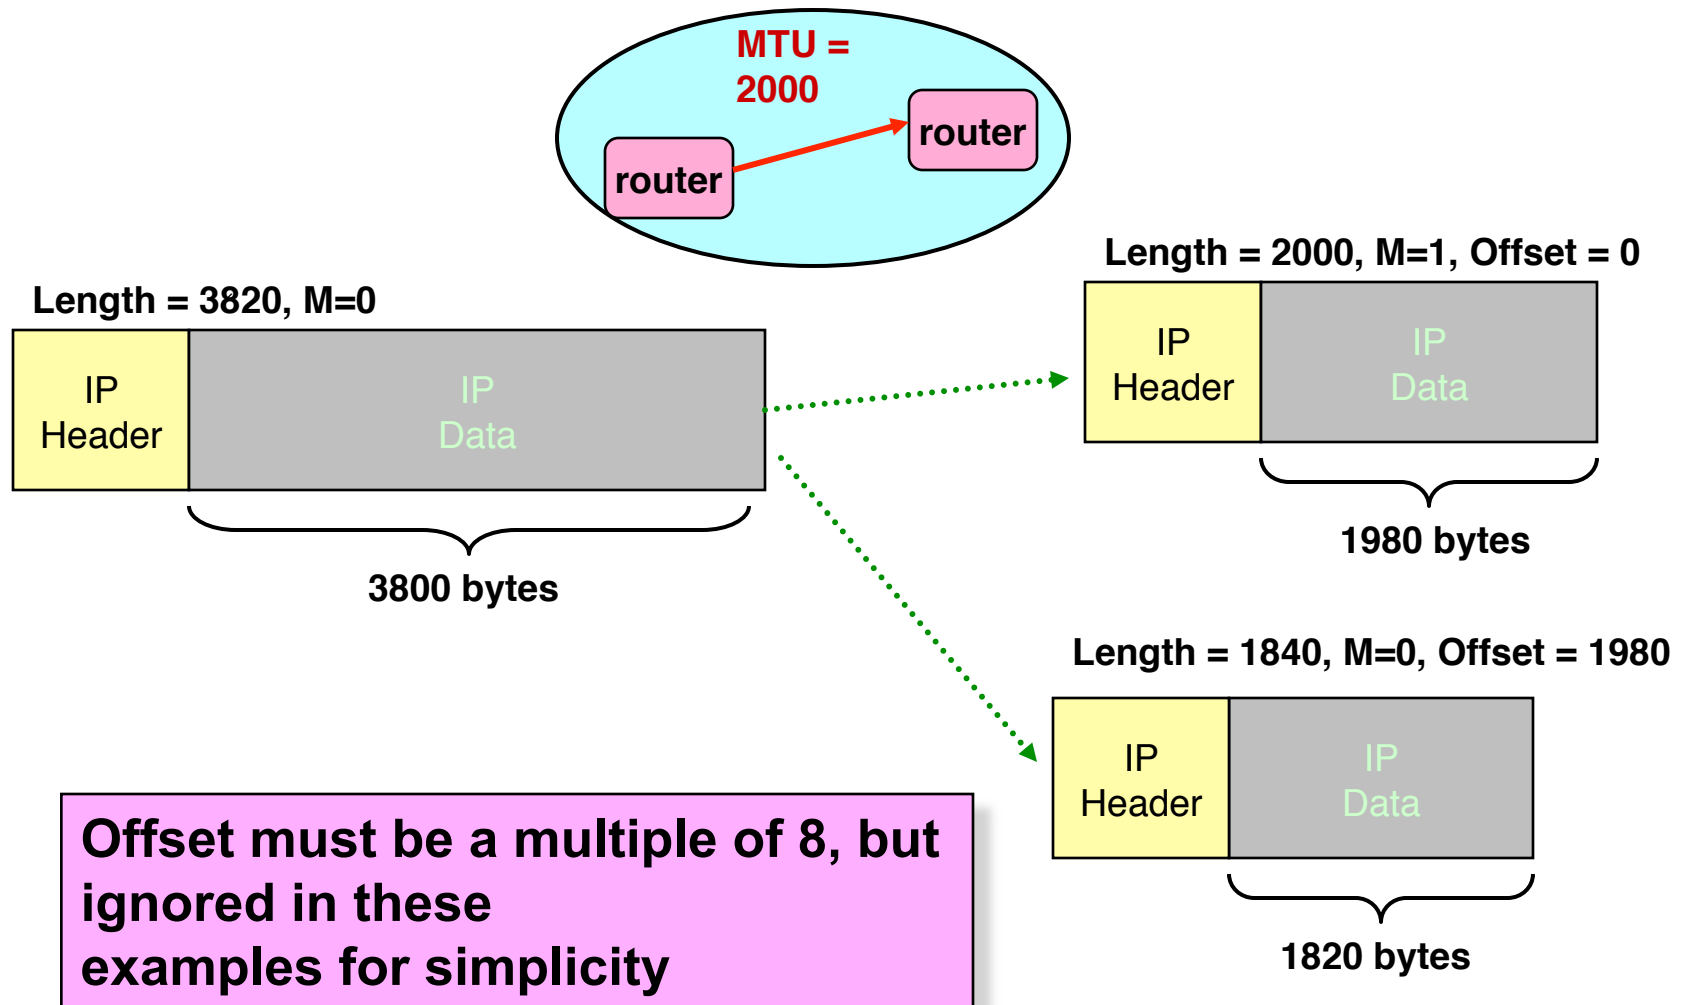 MTU =
2000
router
router
Length = 3820, M=0
IP
Header
IP
Data
3800 bytes
Length = 2000, M=1, Offset = 0
IP
Header
IP
Data
1980 bytes
Length = 1840, M=0, Offset = 1980
IP
Header
IP
Data
1820 bytes
Offset must be a multiple of 8, but
ignored in these
examples for simplicity